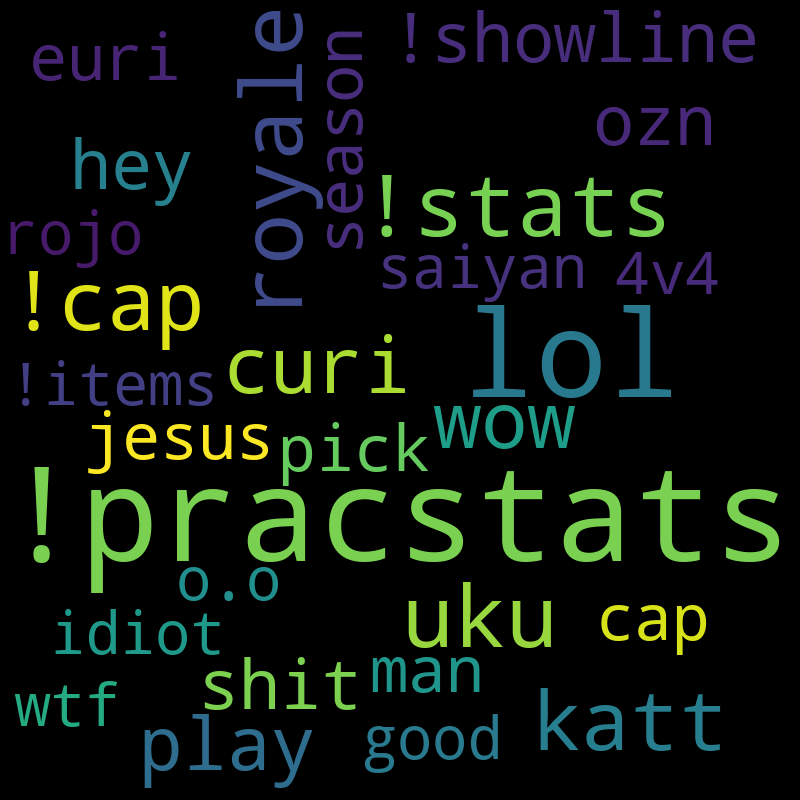 euri
royale
season
!showline
ozn
hey
!stats
rojo
saiyan
4v4
!cap
lol
curi
!items
wow
jesus
pick
!pracstats
o.o
uku
cap
idiot
man
shit
wtf
katt
play
good